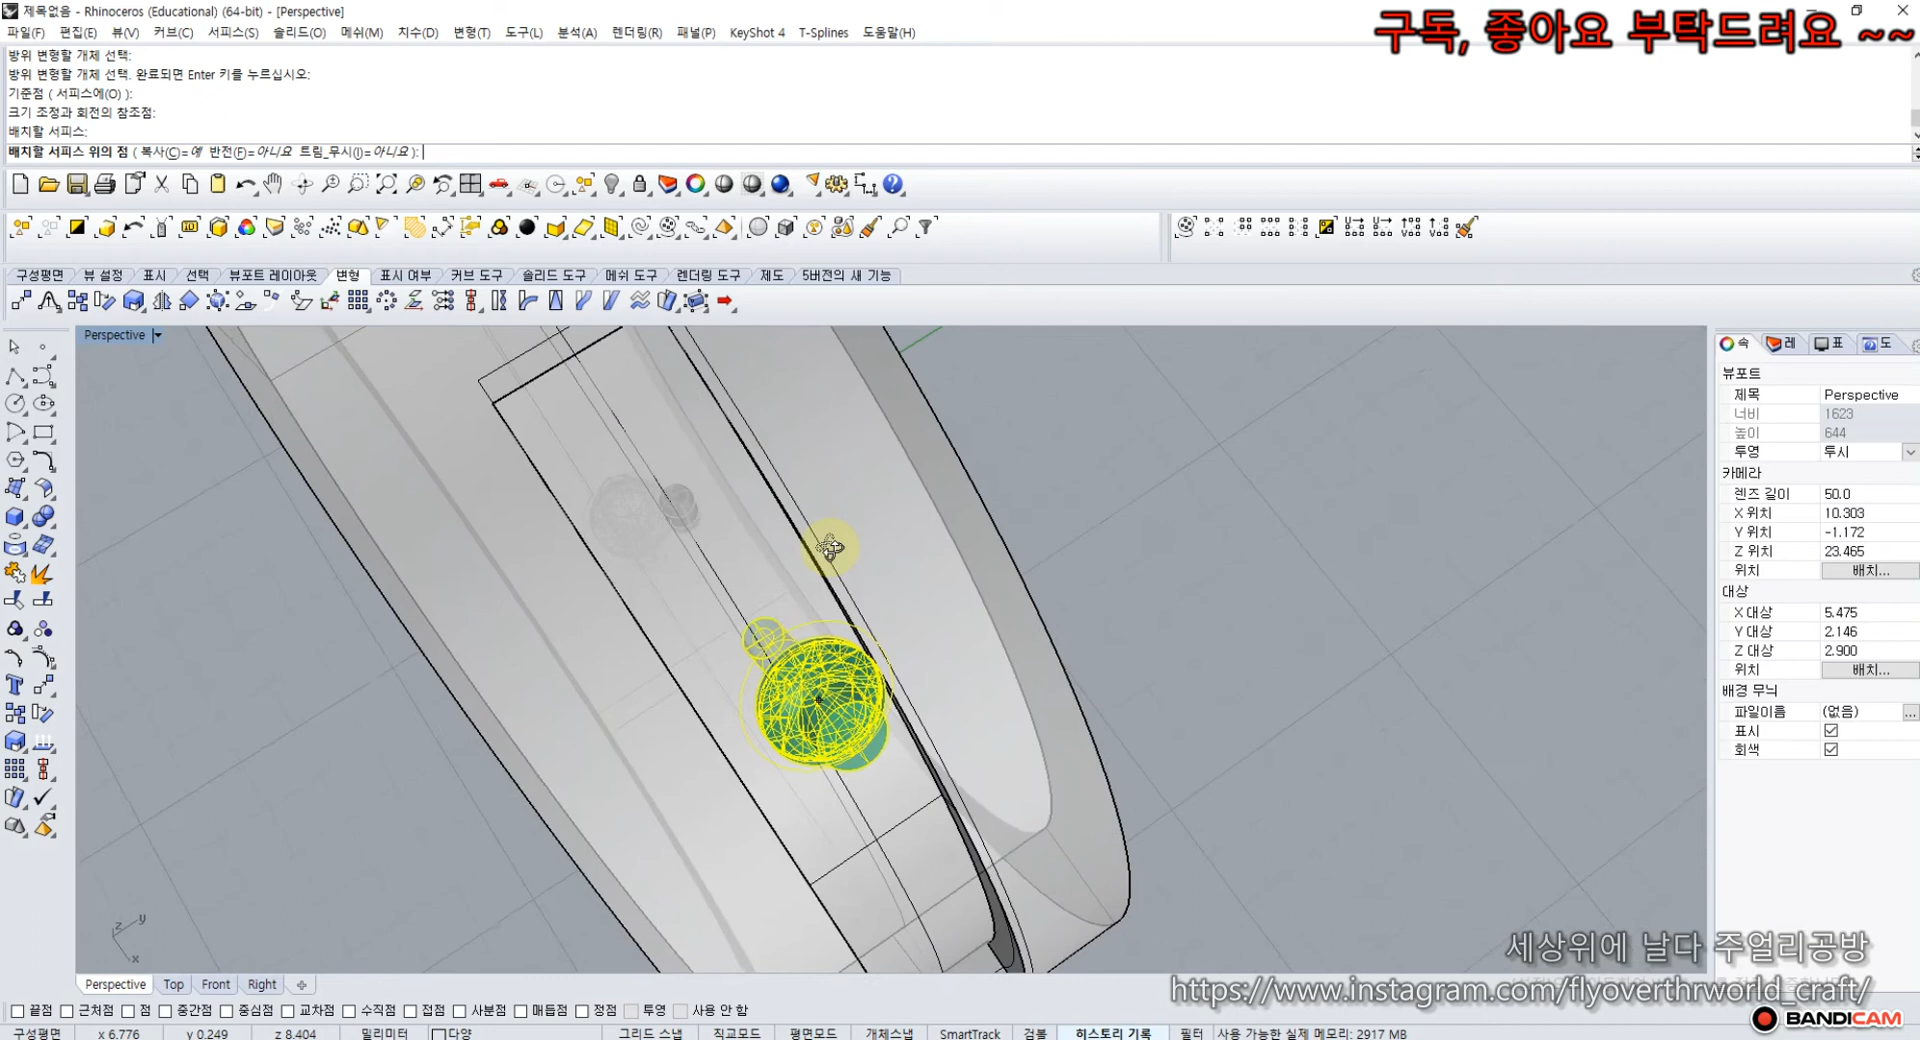 제목없음 - Rhinoceros (Educational) (64-bit) - [Perspective]
파일(F) 편집(E) 뷰(V) 커브(C) 서피스(S) 솔리드(O) 메쉬(M) 치수(D) 변형(T) 도구(L) 분석(A) 렌더링(R) 패널(P) KeyShot 4 T-Splines 도움말(H)
구독, 좋아요 부탁드려요 ~~
방위 변형할 개체 선택:
방위 변형할 개체 선택. 완료되면 Enter 키를 누르십시오:
기준점 ( 서피스에(O) ):
크기 조정과 회전의 참조점:
배치할 서피스:
배치할 서피스 위의 점 ( 복사(C)=예 반전(F)=아니요 트림_무시(I)=아니요 ):
구성평면 뷰 설정 표시 선택 뷰포트 레이아웃 변형 표시 여부 커브 도구 솔리드 도구 메쉬 도구 렌더링 도구 제도 5버전의 새 기능
Perspective
속 레 표 도
뷰포트
제목 Perspective
너비 1623
높이 644
투영 투시
카메라
렌즈 길이 50.0
X 위치 10.303
Y 위치 -1.172
Z 위치 23.465
위치 배치...
대상
X 대상 5.475
Y 대상 2.146
Z 대상 2.900
위치 배치...
배경 무늬
파일이름 (없음) ...
표시
회색
z y
x
세상위에 날다 주얼리공방
https://www.instagram.com/flyoverthrworld_craft/
Perspective Top Front Right
끝점 근처점 점 중간점 중심점 교차점 수직점 접점 사분점 매듭점 정점 투영 사용 안 함
BANDICAM
구성평면 x 6.776 y 0.249 z 8.404 밀리미터 다양 그리드 스냅 직교모드 평면모드 개체스냅 SmartTrack 검볼 히스토리 기록 필터 사용 가능한 실제 메모리: 2917 MB